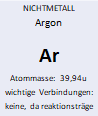 NICHTMETALL
Argon
Ar
Atommasse: 39,94u
wichtige Verbindungen:
keine, da reaktionsträge